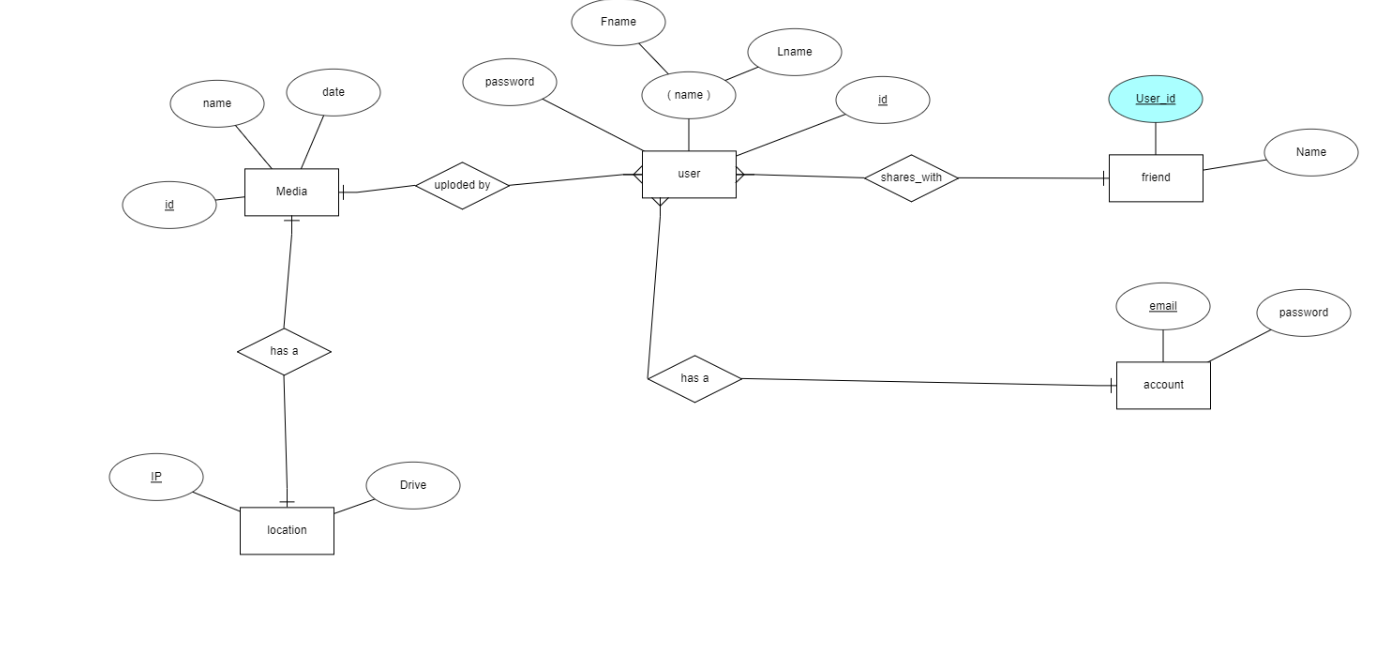 Fname
Lname
password
( name )
id
User_id
name
date
Name
Media
uploded by
user
shares_with
friend
id
email
password
has a
has a
account
IP
Drive
location